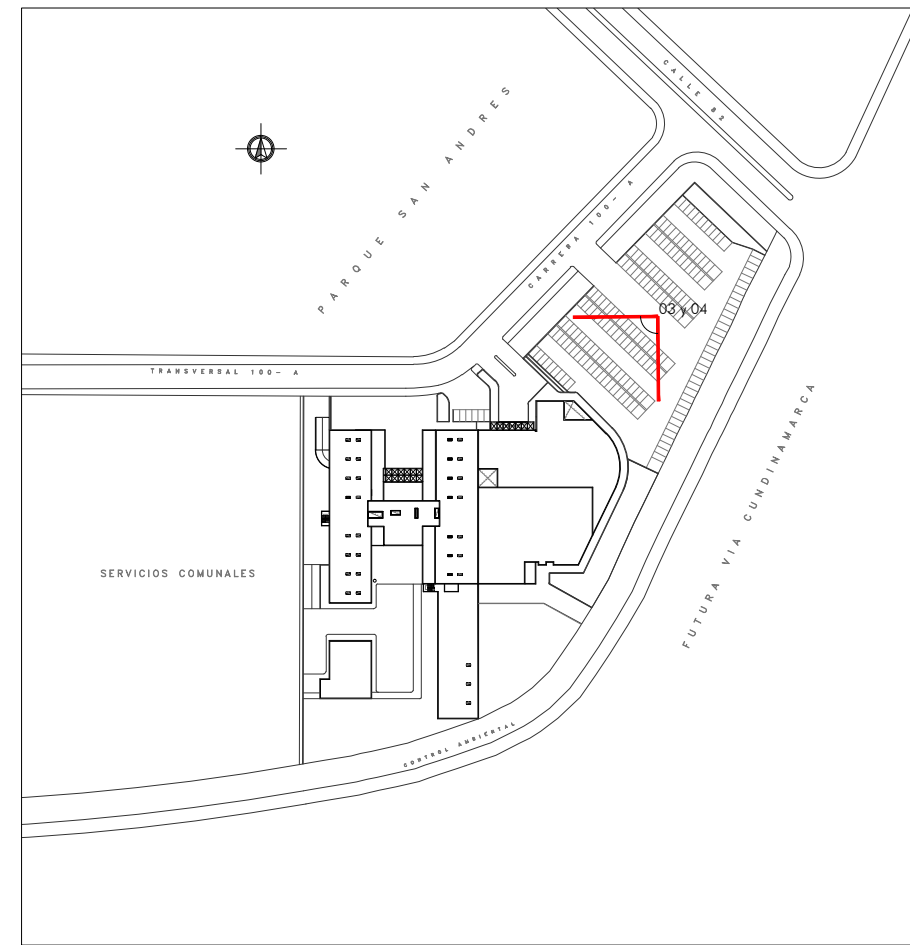 CALLE 82
PARQUE SAN ANDRES
CARRERA 100- A
03 y 04
TRANSVERSAL 100- A
FUTURA VIA CUNDINAMARCA
SERVICIOS COMUNALES
CONTROL AMBIENTAL